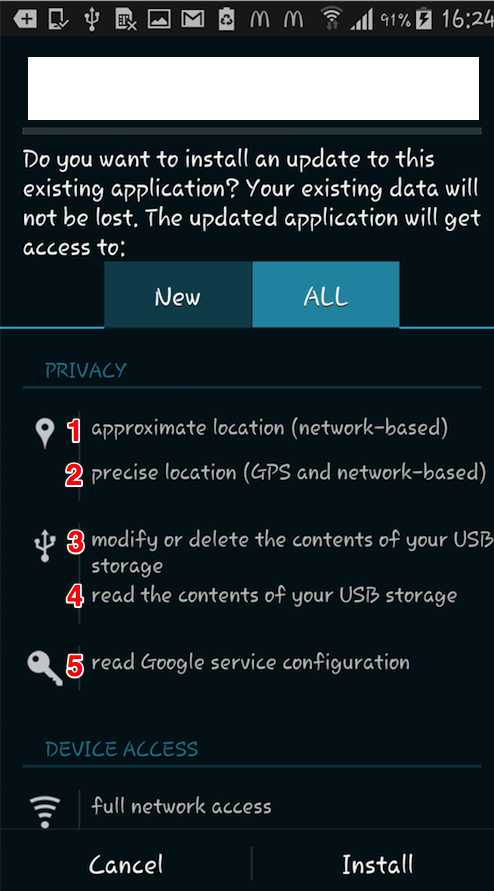 91% 16:24
Do you want to install an update to this
existing application? Your existing data will
not be lost. The updated application will get
access to:
New ALL
PRIVACY
1 approximate location (network-based)
2 precise location (GPS and network-based)
3 modify or delete the contents of your USB
storage
4 read the contents of your USB storage
5 read Google service configuration
DEVICE ACCESS
full network access
Cancel Install